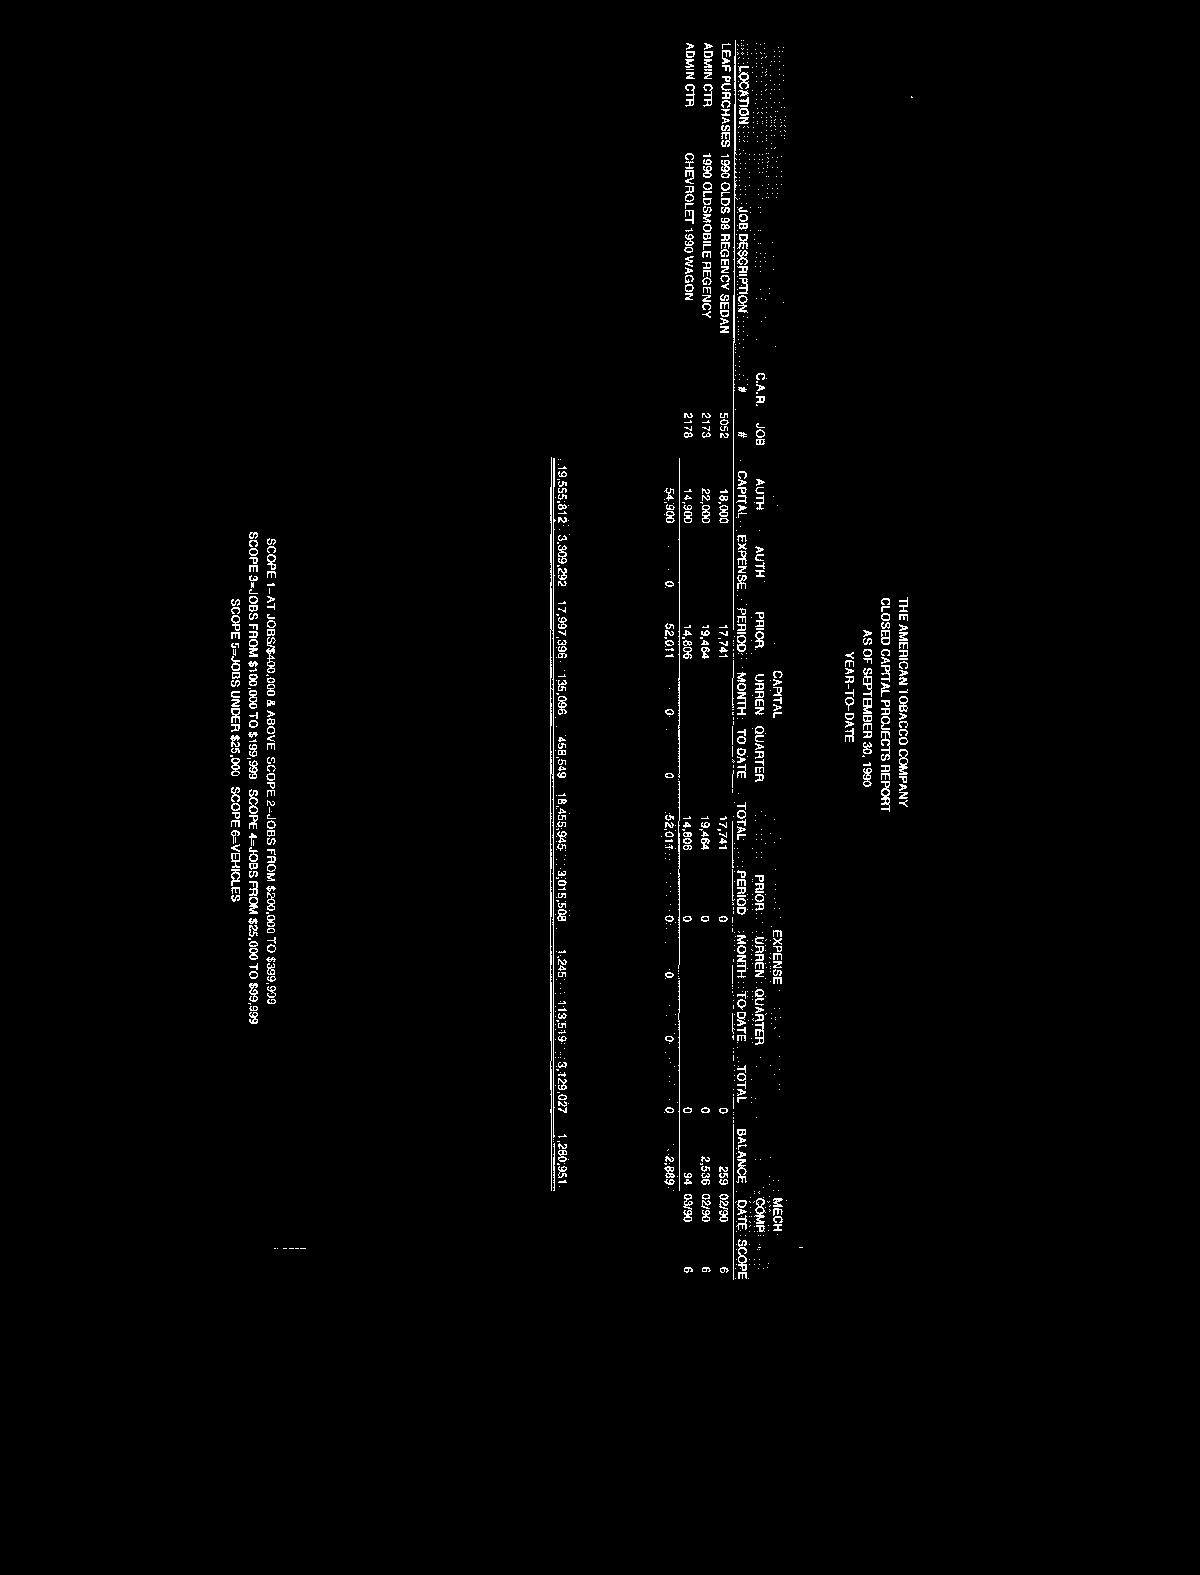 THE AMERICAN TOBACCO COMPANY
CLOSED CAPITAL PROJECTS REPORT
AS OF SEPTEMBER 30, 1990
YEAR-TO-DATE
CAPITAL EXPENSE MECH
C.A.R. JOB AUTH AUTH PRIOR URREN QUARTER PRIOR URREN QUARTER COMP
LOCATION JOB DESCRIPTION # # CAPITAL EXPENSE PERIOD MONTH TO DATE TOTAL PERIOD MONTH TO DATE TOTAL BALANCE DATE SCOPE
LEAF PURCHASES 1990 OLDS 98 REGENCY SEDAN 5052 18,000 17,741 17,741 0 0 259 02/90 6
ADMIN CTR 1990 OLDSMOBILE REGENCY 2173 22,000 19,464 19,464 0 0 2,536 02/90 6
ADMIN CTR CHEVROLET 1990 WAGON 2178 14,900 14,806 14,806 0 0 94 03/90 6
54,900 0 52,011 0 0 52,011 0 0 0 0 2,889
19,555,812 3,309,292 17,997,396 135,096 458,549 18,455,945 3,015,508 1,245 113,519 3,129,027 1,280,951
SCOPE 1-AT JOBS/$400,000 & ABOVE SCOPE 2=JOBS FROM $200,000 TO $399,999
SCOPE 3=JOBS FROM $100,000 TO $199,999 SCOPE 4=JOBS FROM $25,000 TO $99,999
SCOPE 5=JOBS UNDER $25,000 SCOPE 6=VEHICLES